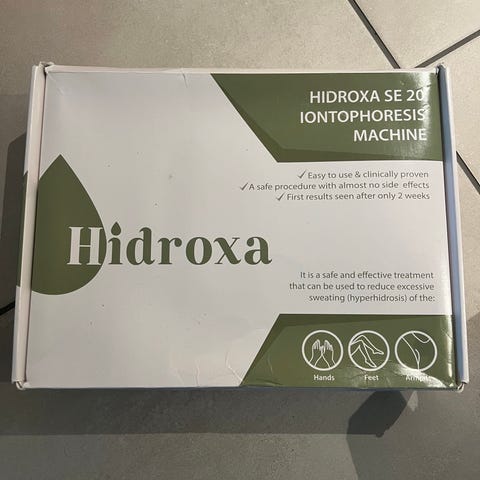 HIDROXA SE 20
IONTOPHORESIS
MACHINE
✓ Easy to use & clinically proven
✓ A safe procedure with almost no side effects
✓ First results seen after only 2 weeks
Hidroxa
It is a safe and effective treatment
that can be used to reduce excessive
sweating (hyperhidrosis) of the:
Hands Feet Armpits